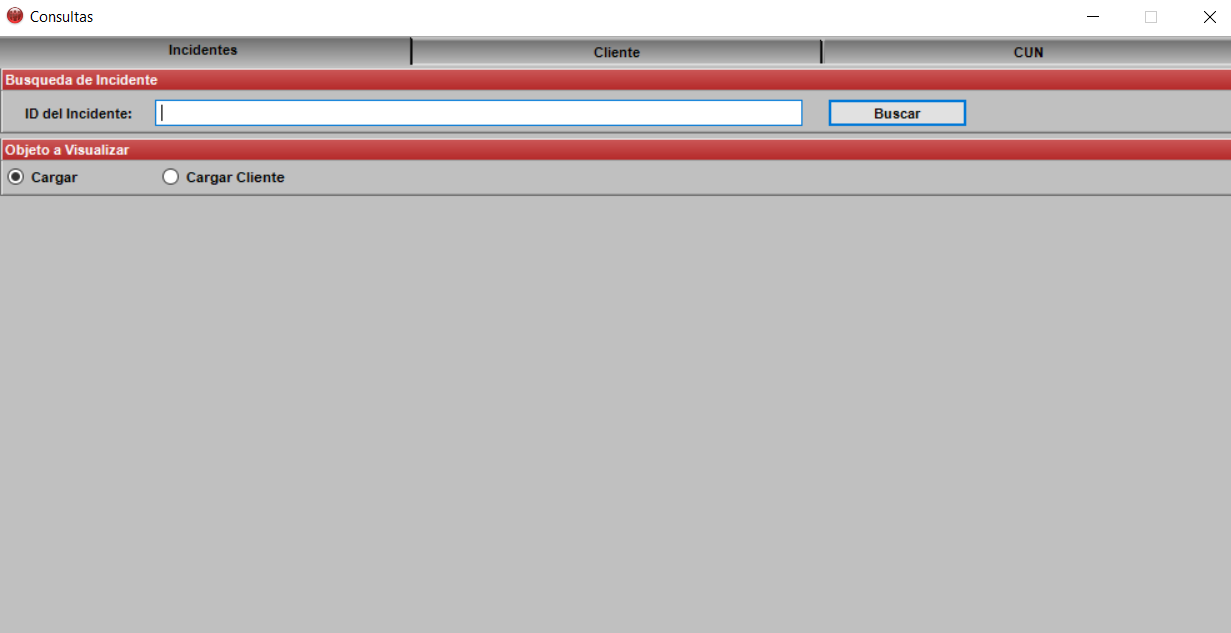 Consultas
Incidentes Cliente CUN
Busqueda de Incidente
ID del Incidente: Buscar
Objeto a Visualizar
Cargar Cargar Cliente